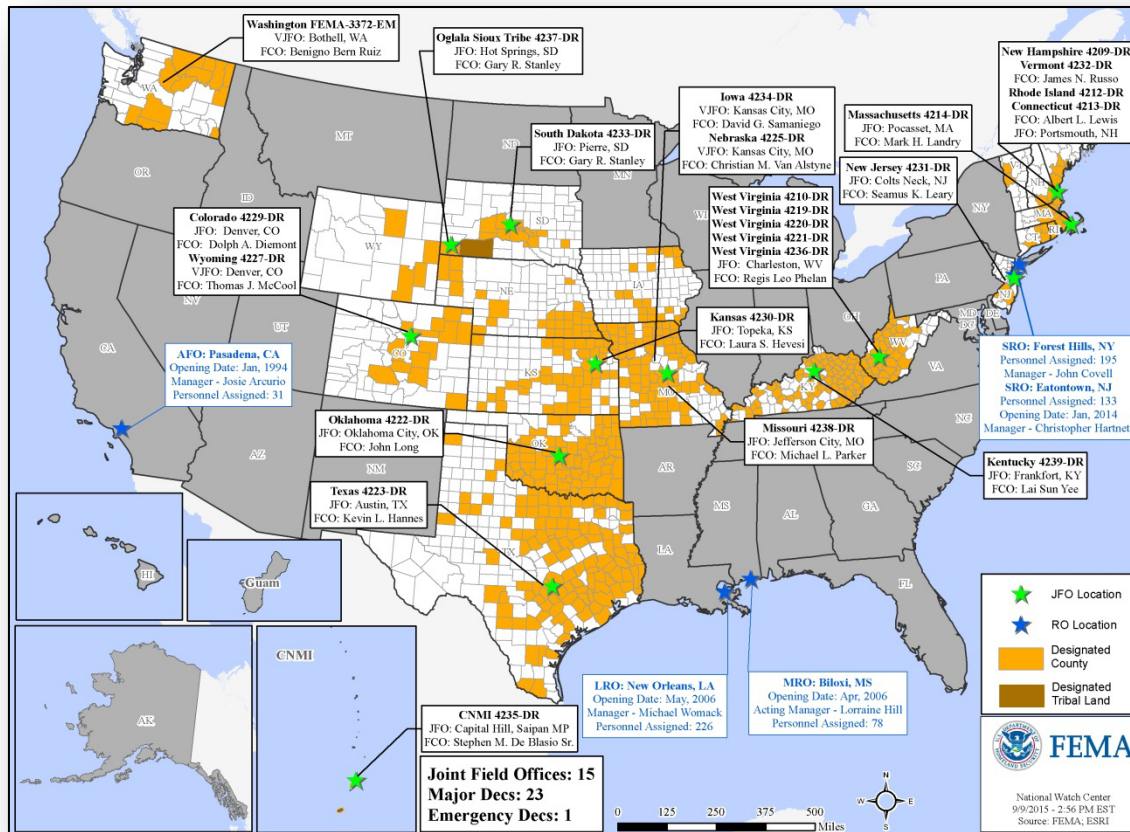 Washington FEMA-3372-EM
VJFO: Bothell, WA
FCO: Benigno Bern Ruiz
Oglala Sioux Tribe 4237-DR
JFO: Hot Springs, SD
FCO: Gary R. Stanley
South Dakota 4233-DR
JFO: Pierre, SD
FCO: Gary R. Stanley
Iowa 4234-DR
VJFO: Kansas City, MO
FCO: David G. Samaniego
Nebraska 4225-DR
VJFO: Kansas City, MO
FCO: Christian M. Van Alstyne
New Hampshire 4209-DR
Vermont 4232-DR
FCO: James N. Russo
Rhode Island 4212-DR
Connecticut 4213-DR
FCO: Albert L. Lewis
JFO: Portsmouth, NH
Massachusetts 4214-DR
JFO: Pocasset, MA
FCO: Mark H. Landry
New Jersey 4231-DR
JFO: Colts Neck, NJ
FCO: Seamus K. Leary
West Virginia 4210-DR
West Virginia 4219-DR
West Virginia 4220-DR
West Virginia 4221-DR
West Virginia 4236-DR
JFO: Charleston, WV
FCO: Regis Leo Phelan
Colorado 4229-DR
JFO: Denver, CO
FCO: Dolph A. Diemont
Wyoming 4227-DR
VJFO: Denver, CO
FCO: Thomas J. McCool
Kansas 4230-DR
JFO: Topeka, KS
FCO: Laura S. Hevesi
AFO: Pasadena, CA
Opening Date: Jan, 1994
Manager - Josie Arcurio
Personnel Assigned: 31
SRO: Forest Hills, NY
Personnel Assigned: 195
Manager - John Covell
SRO: Eatontown, NJ
Personnel Assigned: 133
Opening Date: Jan, 2014
Manager - Christopher Hartnet
Oklahoma 4222-DR
JFO: Oklahoma City, OK
FCO: John Long
Missouri 4238-DR
JFO: Jefferson City, MO
FCO: Michael L. Parker
Kentucky 4239-DR
JFO: Frankfort, KY
FCO: Lai Sun Yee
Texas 4223-DR
JFO: Austin, TX
FCO: Kevin L. Hannes
LRO: New Orleans, LA
Opening Date: May, 2006
Manager - Michael Womack
Personnel Assigned: 226
MRO: Biloxi, MS
Opening Date: Apr, 2006
Acting Manager - Lorraine Hill
Personnel Assigned: 78
CNMI 4235-DR
JFO: Capital Hill, Saipan MP
FCO: Stephen M. De Blasio Sr.
Joint Field Offices: 15
Major Decs: 23
Emergency Decs: 1
WA
OR
CA
NV
ID
MT
WY
UT
AZ
NM
CO
ND
SD
NE
KS
OK
TX
MN
IA
MO
AR
LA
WI
OH
KY
MS
AL
GA
FL
SC
NC
VA
WV
MD
DC
DE
PA
NJ
NY
CT
RI
MA
VT
NH
HI
Guam
AK
CNMI
JFO Location
RO Location
Designated
County
Designated
Tribal Land
FEMA
National Watch Center
9/9/2015 - 2:56 PM EST
Source: FEMA; ESRI
N
W
E
S
0 125 250 375 500
Miles